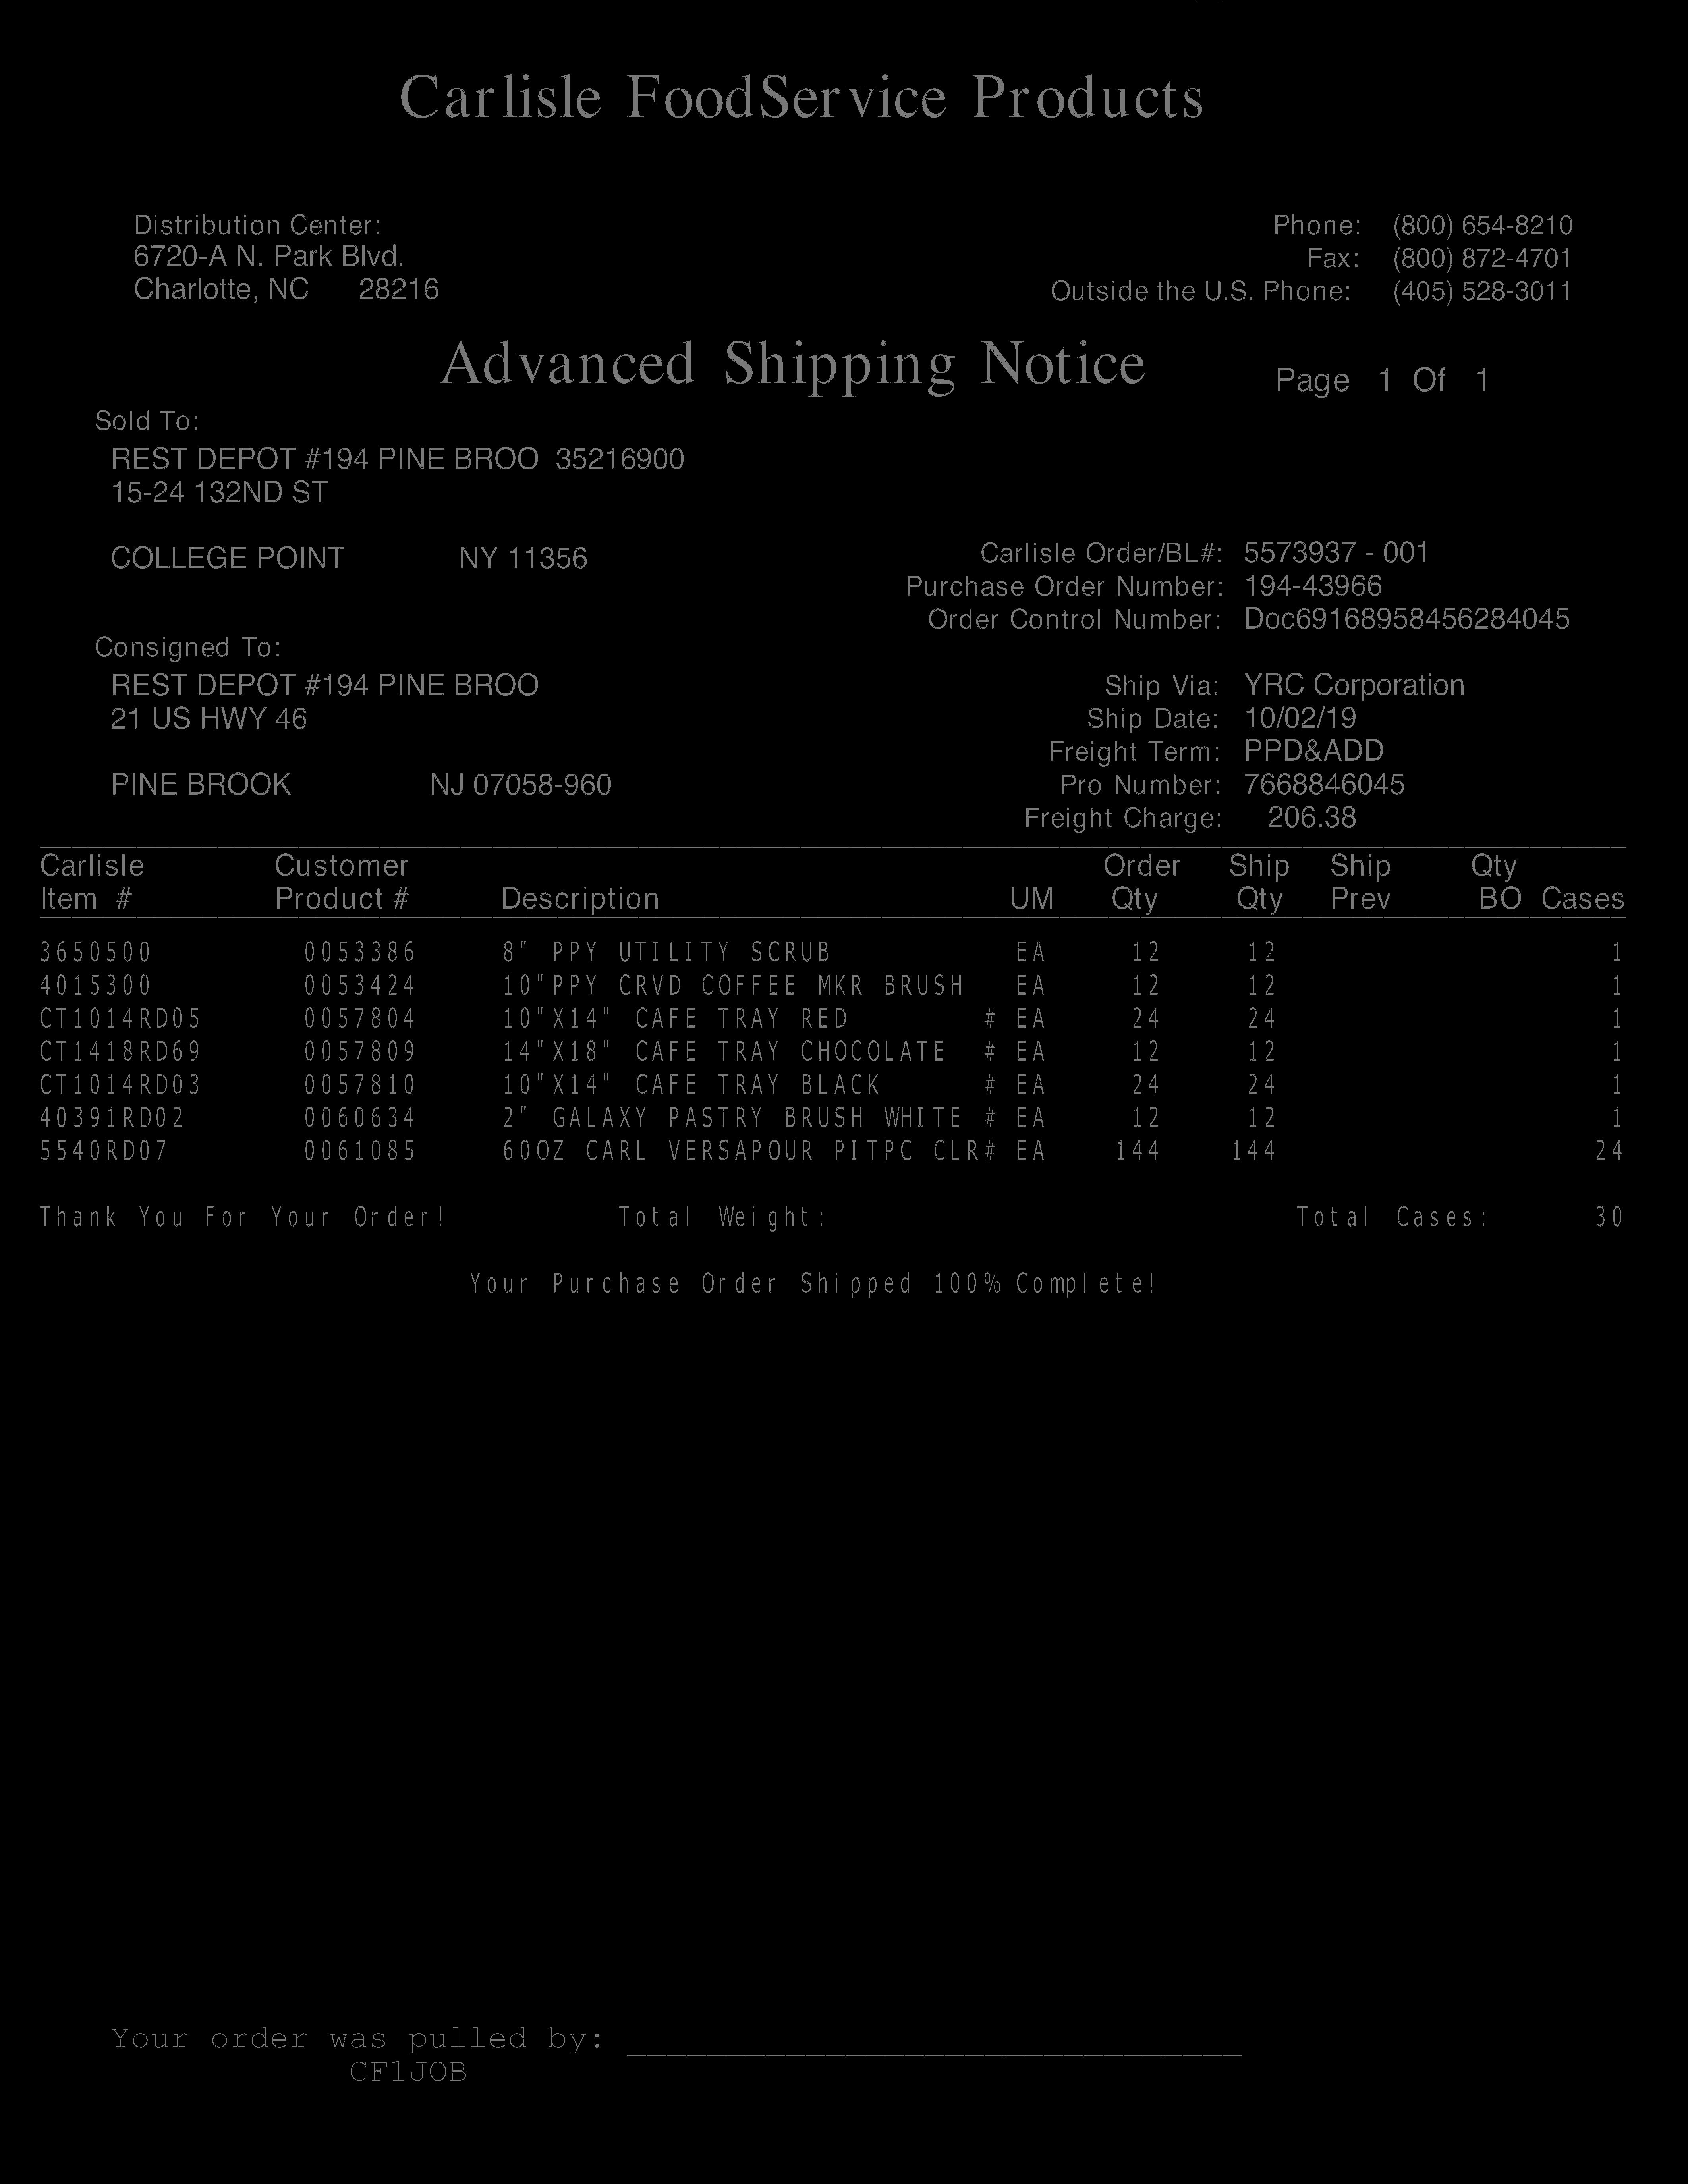 Carlisle FoodService Products
Distribution Center:
6720-A N. Park Blvd.
Charlotte, NC 28216
Phone: (800) 654-8210
Fax: (800) 872-4701
Outside the U.S. Phone: (405) 528-3011
Advanced Shipping Notice Page 1 Of 1
Sold To:
REST DEPOT #194 PINE BROO 35216900
15-24 132ND ST
COLLEGE POINT NY 11356
Carlisle Order/BL#: 5573937 - 001
Purchase Order Number: 194-43966
Order Control Number: Doc69168958456284045
Consigned To:
REST DEPOT #194 PINE BROO
21 US HWY 46
PINE BROOK NJ 07058-960
Ship Via: YRC Corporation
Ship Date: 10/02/19
Freight Term: PPD&ADD
Pro Number: 7668846045
Freight Charge: 206.38
Carlisle Customer Order Ship Ship Qty
Item # Product # Description UM Qty Qty Prev BO Cases
3650500 0053386 8" PPY UTILITY SCRUB EA 12 12 1
4015300 0053424 10"PPY CRVD COFFEE MKR BRUSH EA 12 12 1
CT1014RD05 0057804 10"X14" CAFE TRAY RED # EA 24 24 1
CT1418RD69 0057809 14"X18" CAFE TRAY CHOCOLATE # EA 12 12 1
CT1014RD03 0057810 10"X14" CAFE TRAY BLACK # EA 24 24 1
40391RD02 0060634 2" GALAXY PASTRY BRUSH WHITE # EA 12 12 1
5540RD07 0061085 60OZ CARL VERSAPOUR PITPC CLR# EA 144 144 24
Thank You For Your Order! Total Weight: Total Cases: 30
Your Purchase Order Shipped 100% Complete!
Your order was pulled by: ____________________
CF1JOB